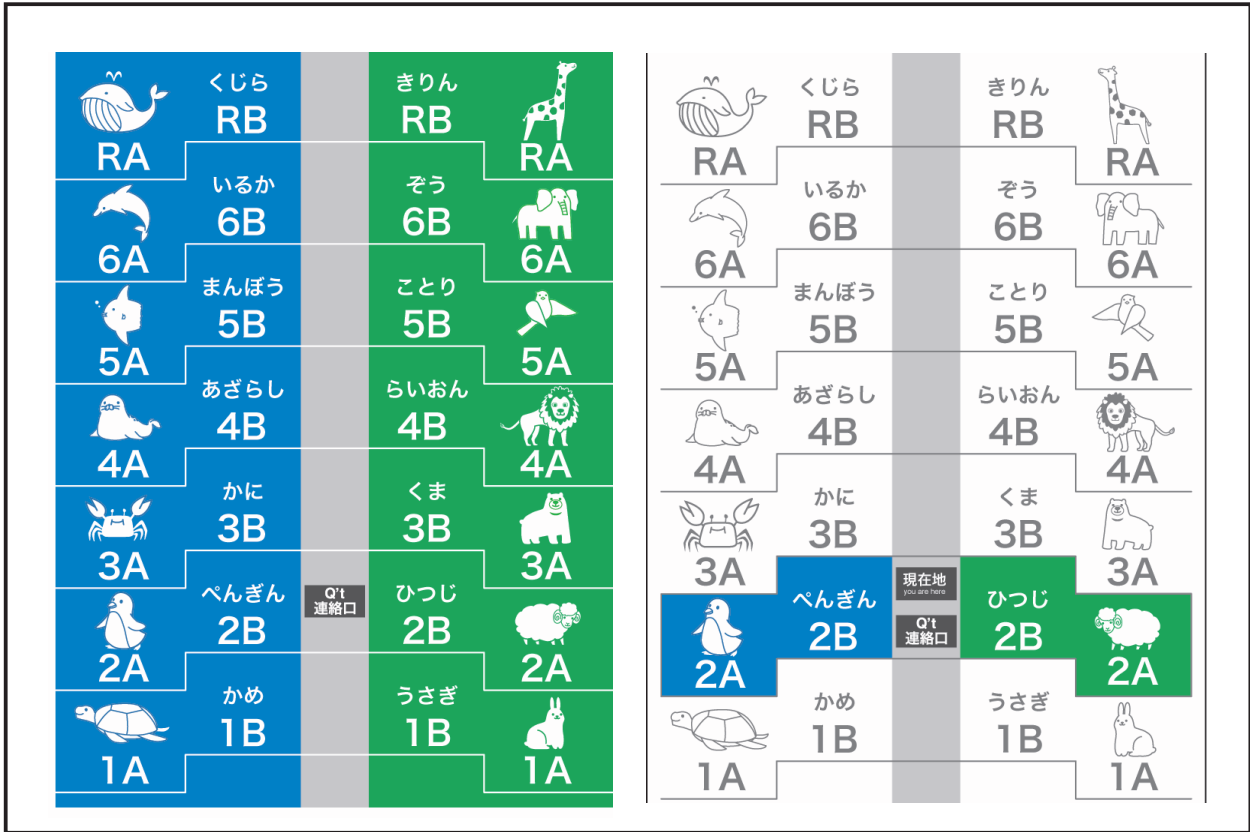 くじら
RB
RA
きりん
RB
RA
いるか
6B
6A
ぞう
6B
6A
まんぼう
5B
5A
ことり
5B
5A
あざらし
4B
4A
らいおん
4B
4A
かに
3B
3A
くま
3B
3A
ぺんぎん
2B
2A
Q't
連絡口
ひつじ
2B
2A
かめ
1B
1A
うさぎ
1B
1A
くじら
RB
RA
きりん
RB
RA
いるか
6B
6A
ぞう
6B
6A
まんぼう
5B
5A
ことり
5B
5A
あざらし
4B
4A
らいおん
4B
4A
かに
3B
3A
くま
3B
3A
ぺんぎん
2B
2A
現在地
you are here
Q't
連絡口
ひつじ
2B
2A
かめ
1B
1A
うさぎ
1B
1A